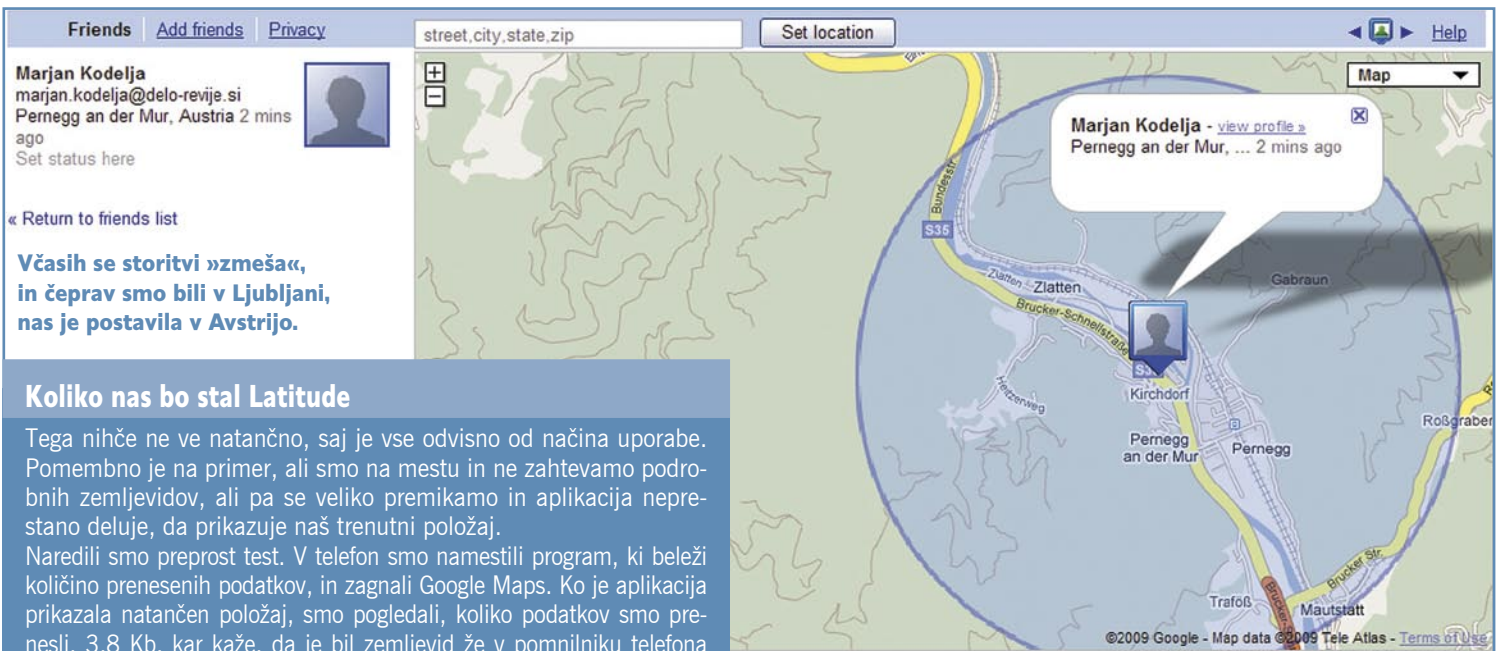 Friends Add friends Privacy
street,city,state,zip
Set location
Help
Marjan Kodelja
marjan.kodelja@delo-revije.si
Pernegg an der Mur, Austria 2 mins
ago
Set status here
« Return to friends list
Včasih se storitvi »zmeša«,
in čeprav smo bili v Ljubljani,
nas je postavila v Avstrijo.
Koliko nas bo stal Latitude
Tega nihče ne ve natančno, saj je vse odvisno od načina uporabe.
Pomembno je na primer, ali smo na mestu in ne zahtevamo podro-
bnih zemljevidov, ali pa se veliko premikamo in aplikacija nepre-
stano deluje, da prikazuje naš trenutni položaj.
Naredili smo preprost test. V telefon smo namestili program, ki beleži
količino prenesenih podatkov, in zagnali Google Maps. Ko je aplikacija
prikazala natančen položaj, smo pogledali, koliko podatkov smo pre-
nesli. 3,8 Kb, kar kaže, da je bil zemljevid že v pomnilniku telefona
Map
Marjan Kodelja - view profile »
Pernegg an der Mur, ... 2 mins ago
Bundesstr.
S35
Zlatten
Zlatten
Gabraun
Brucker-Schnellstraße
Heitzerweg
Kirchdorf
Pernegg
an der Mur
Pernegg
Roßgraben
Brucker Str.
Traföß
Mautstatt
©2009 Google - Map data ©2009 Tele Atlas - Terms of Use